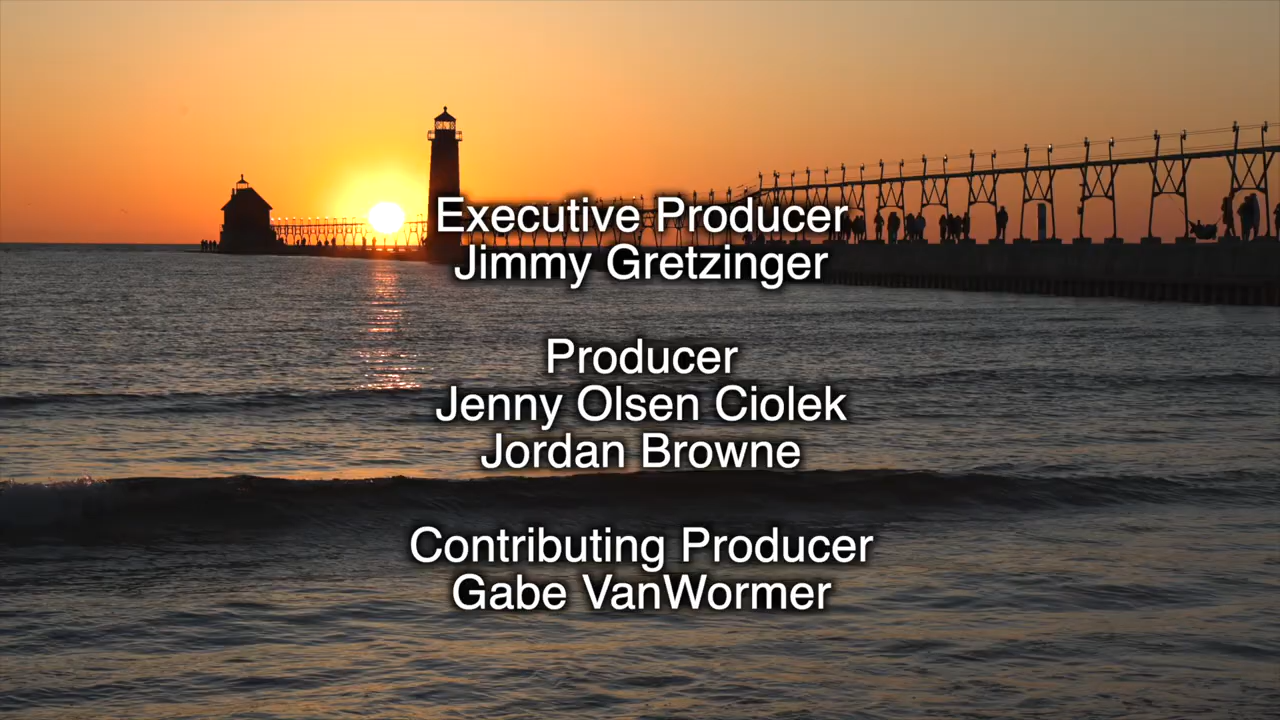 Executive Producer
Jimmy Gretzinger
Producer
Jenny Olsen Ciolek
Jordan Browne
Contributing Producer
Gabe VanWormer